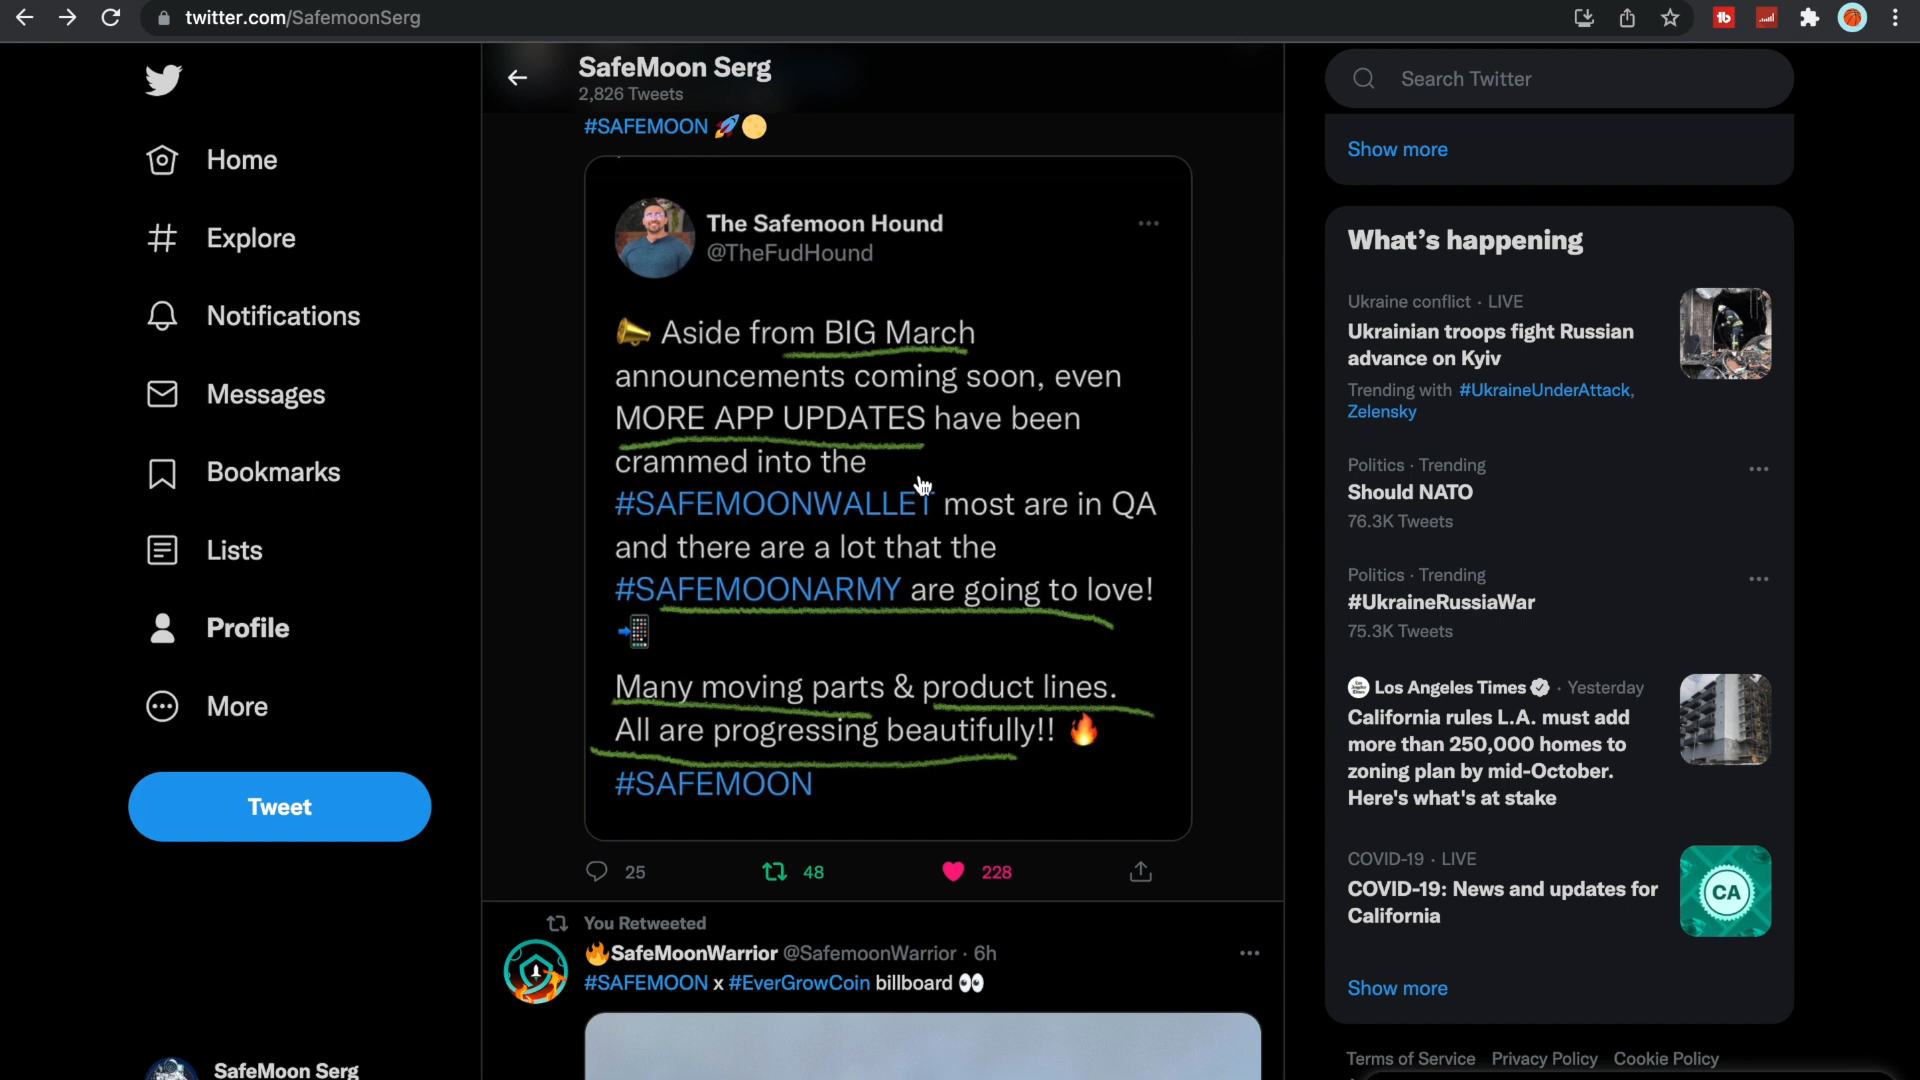 twitter.com/SafemoonSerg
SafeMoon Serg
2,826 Tweets
#SAFEMOON 🚀🌕
Home
Explore
Notifications
Messages
Bookmarks
Lists
Profile
More
Tweet
SafeMoon Serg
The Safemoon Hound
@TheFudHound
📣 Aside from BIG March
announcements coming soon, even
MORE APP UPDATES have been
crammed into the
#SAFEMOONWALLET most are in QA
and there are a lot that the
#SAFEMOONARMY are going to love!
📲
Many moving parts & product lines.
All are progressing beautifully!! 🔥
#SAFEMOON
25 48 228
You Retweeted
🔥SafeMoonWarrior @SafemoonWarrior · 6h
#SAFEMOON x #EverGrowCoin billboard 👀
Search Twitter
Show more
What's happening
Ukraine conflict · LIVE
Ukrainian troops fight Russian
advance on Kyiv
Trending with #UkraineUnderAttack,
Zelensky
Politics · Trending
Should NATO
76.3K Tweets
Politics · Trending
#UkraineRussiaWar
75.3K Tweets
Los Angeles Times · Yesterday
California rules L.A. must add
more than 250,000 homes to
zoning plan by mid-October.
Here's what's at stake
COVID-19 · LIVE
COVID-19: News and updates for
California
CA
Show more
Terms of Service Privacy Policy Cookie Policy